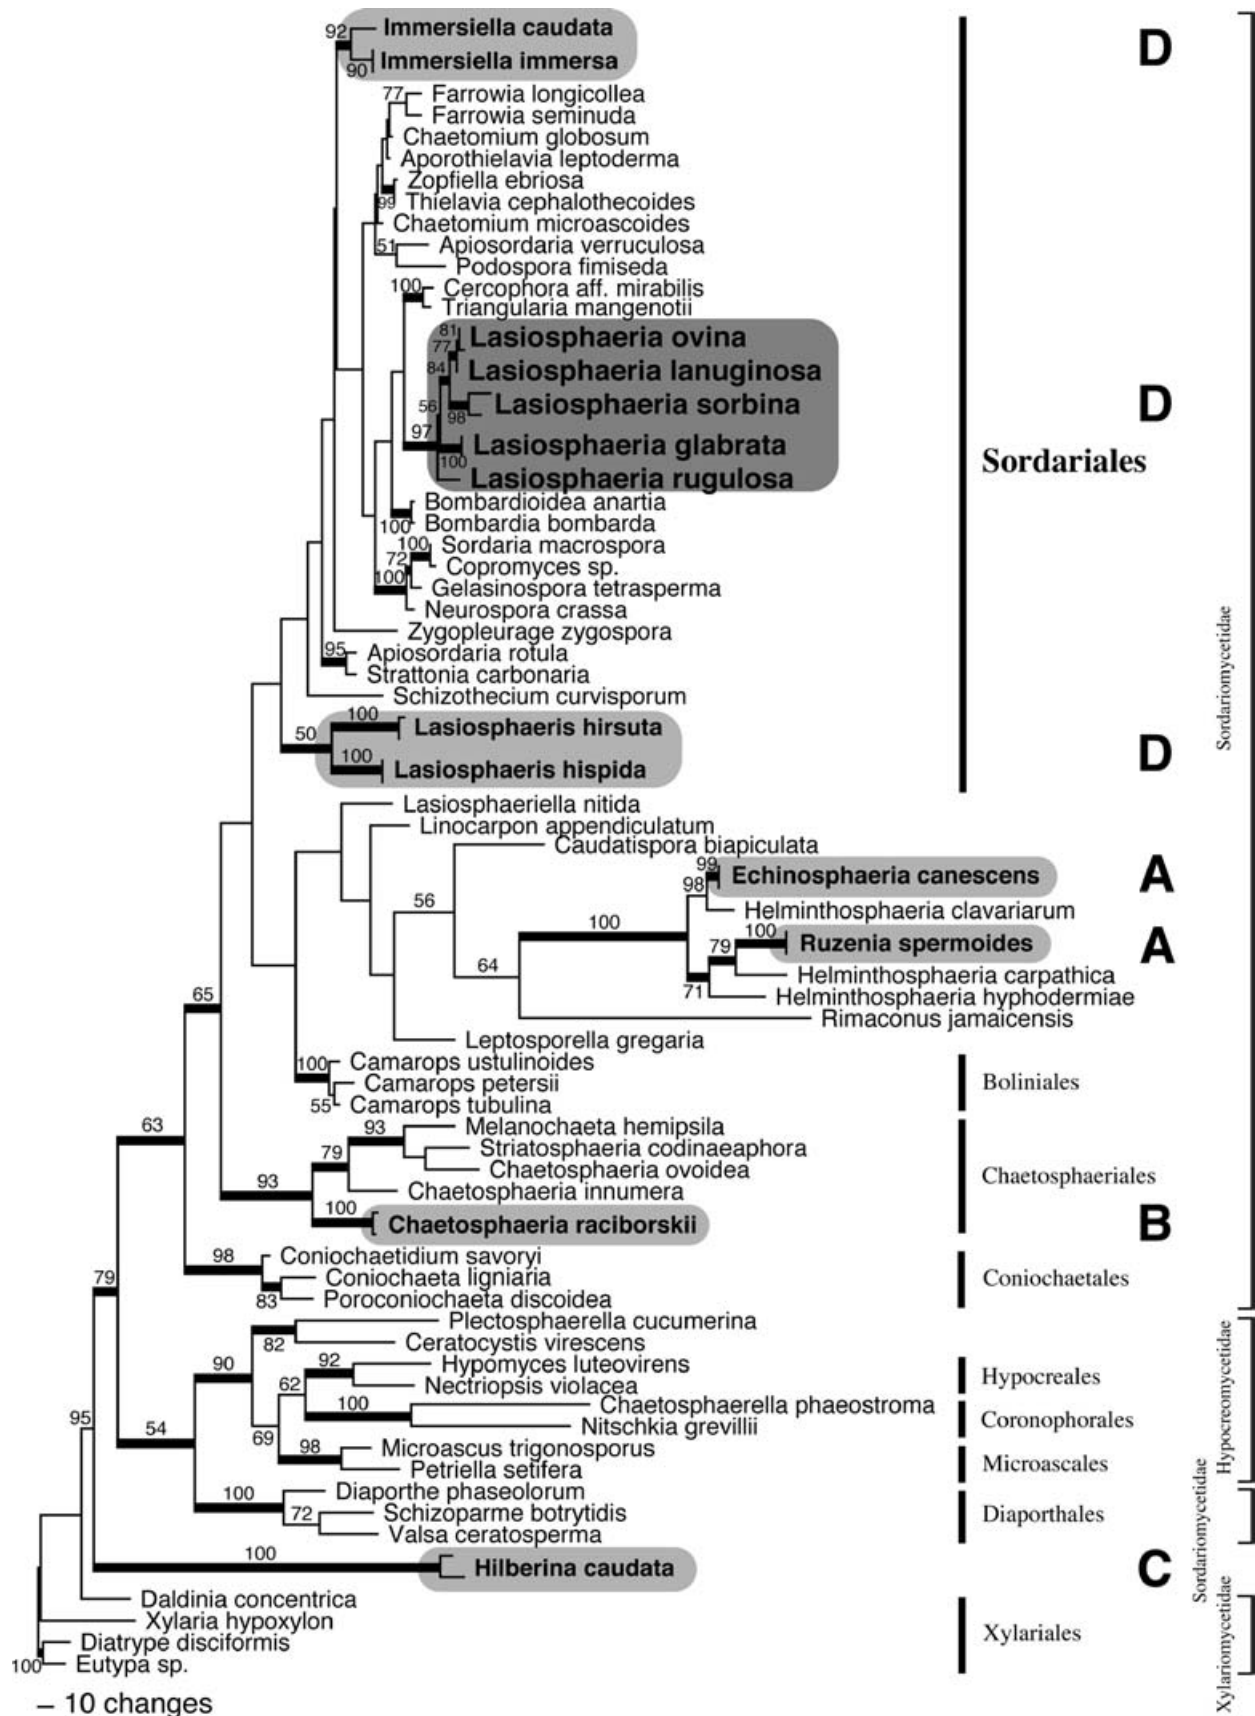 92
Immersiella caudata
D
90
Immersiella immersa
77
Farrowia longicollea
Farrowia seminuda
Chaetomium globosum
Aporothielavia leptoderma
Zopfiella ebriosa
99
Thielavia cephalothecoides
Chaetomium microascoides
51
Apiosordaria verruculosa
Podospora fimiseda
100
Cercophora aff. mirabilis
Triangularia mangenotii
81
Lasiosphaeria ovina
77
84
Lasiosphaeria lanuginosa
56
98
Lasiosphaeria sorbina
D
97
100
Lasiosphaeria glabrata
Sordariales
Lasiosphaeria rugulosa
Bombardioidea anartia
100
Bombardia bombarda
100
Sordaria macrospora
72
Copromyces sp.
100
Gelasinospora tetrasperma
Neurospora crassa
Zygopleurage zygospora
95
Apiosordaria rotula
Strattonia carbonaria
Schizothecium curvisporum
Sordariomycetidae
100
Lasiosphaeris hirsuta
50
100
Lasiosphaeris hispida
D
Lasiosphaeriella nitida
Linocarpon appendiculatum
Caudatispora biapiculata
99
Echinosphaeria canescens
A
98
56
Helminthosphaeria clavariarum
100
100
Ruzenia spermoides
A
79
64
Helminthosphaeria carpathica
71
Helminthosphaeria hyphodermiae
65
Rimaconus jamaicensis
Leptosporella gregaria
100
Camarops ustulinoides
Camarops petersii
Boliniales
55
Camarops tubulina
63
93
Melanochaeta hemipsila
Striatosphaeria codinaeaphora
79
Chaetosphaeria ovoidea
Chaetosphaeriales
93
Chaetosphaeria innumera
100
Chaetosphaeria raciborskii
B
98
Coniochaetidium savoryi
79
Coniochaeta ligniaria
Coniochaetales
83
Poroconiochaeta discoidea
Plectosphaerella cucumerina
82
Ceratocystis virescens
90
92
Hypomyces luteovirens
Hypocreales
62
Nectriopsis violacea
Hypocreomycetidae
100
Chaetosphaerella phaeostroma
Coronophorales
95
54
69
Nitschkia grevillii
98
Microascus trigonosporus
Microascales
Petriella setifera
100
Diaporthe phaseolorum
72
Schizoparme botrytidis
Diaporthales
Valsa ceratosperma
Sordariomycetidae
100
Hilberina caudata
C
Daldinia concentrica
Xylaria hypoxylon
Xylariales
Xylariomycetidae
Diatrype disciformis
100
Eutypa sp.
10 changes